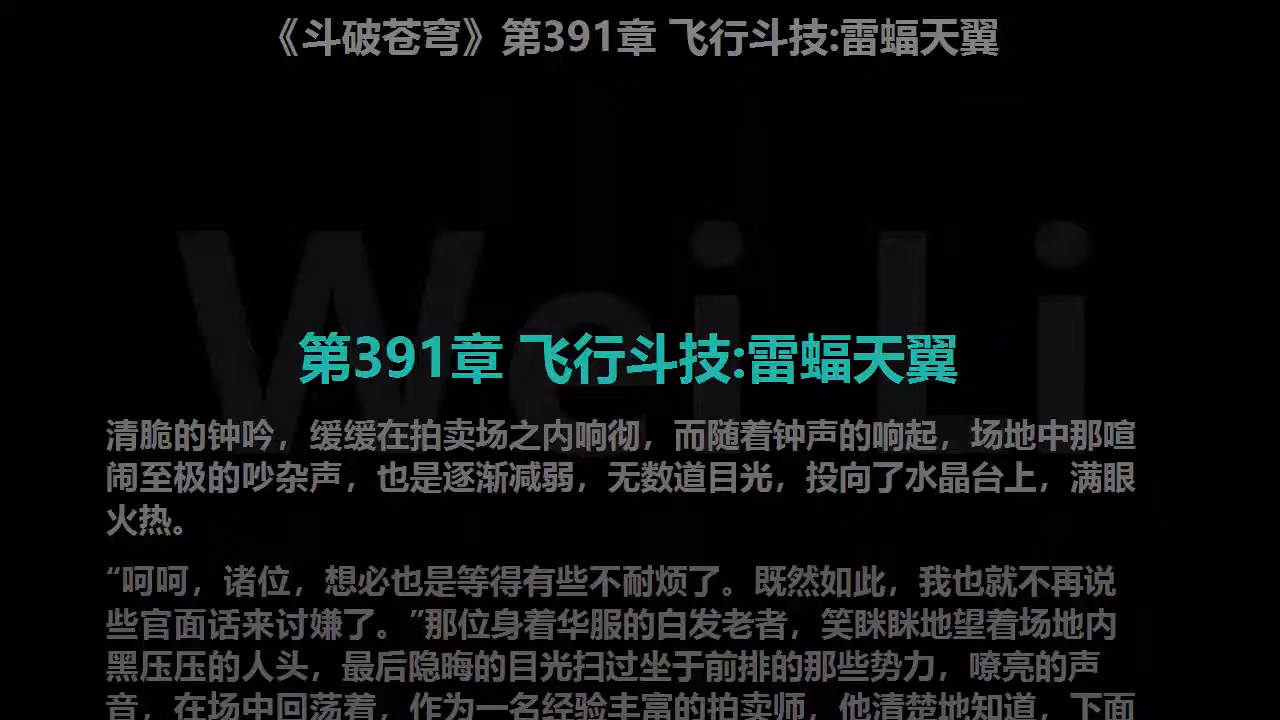 《斗破苍穹》第391章 飞行斗技:雷蝠天翼
Wei Li
第391章 飞行斗技:雷蝠天翼
清脆的钟吟，缓缓在拍卖场之内响彻，而随着钟声的响起，场地中那喧
闹至极的吵杂声，也是逐渐减弱，无数道目光，投向了水晶台上，满眼
火热。
“呵呵，诸位，想必也是等得有些不耐烦了。既然如此，我也就不再说
些官面话来讨嫌了。”那位身着华服的白发老者，笑眯眯地望着场地内
黑压压的人头，最后隐晦的目光扫过坐于前排的那些势力，嘹亮的声
音，在场中回荡着，作为一名经验丰富的拍卖师，他清楚地知道，下面